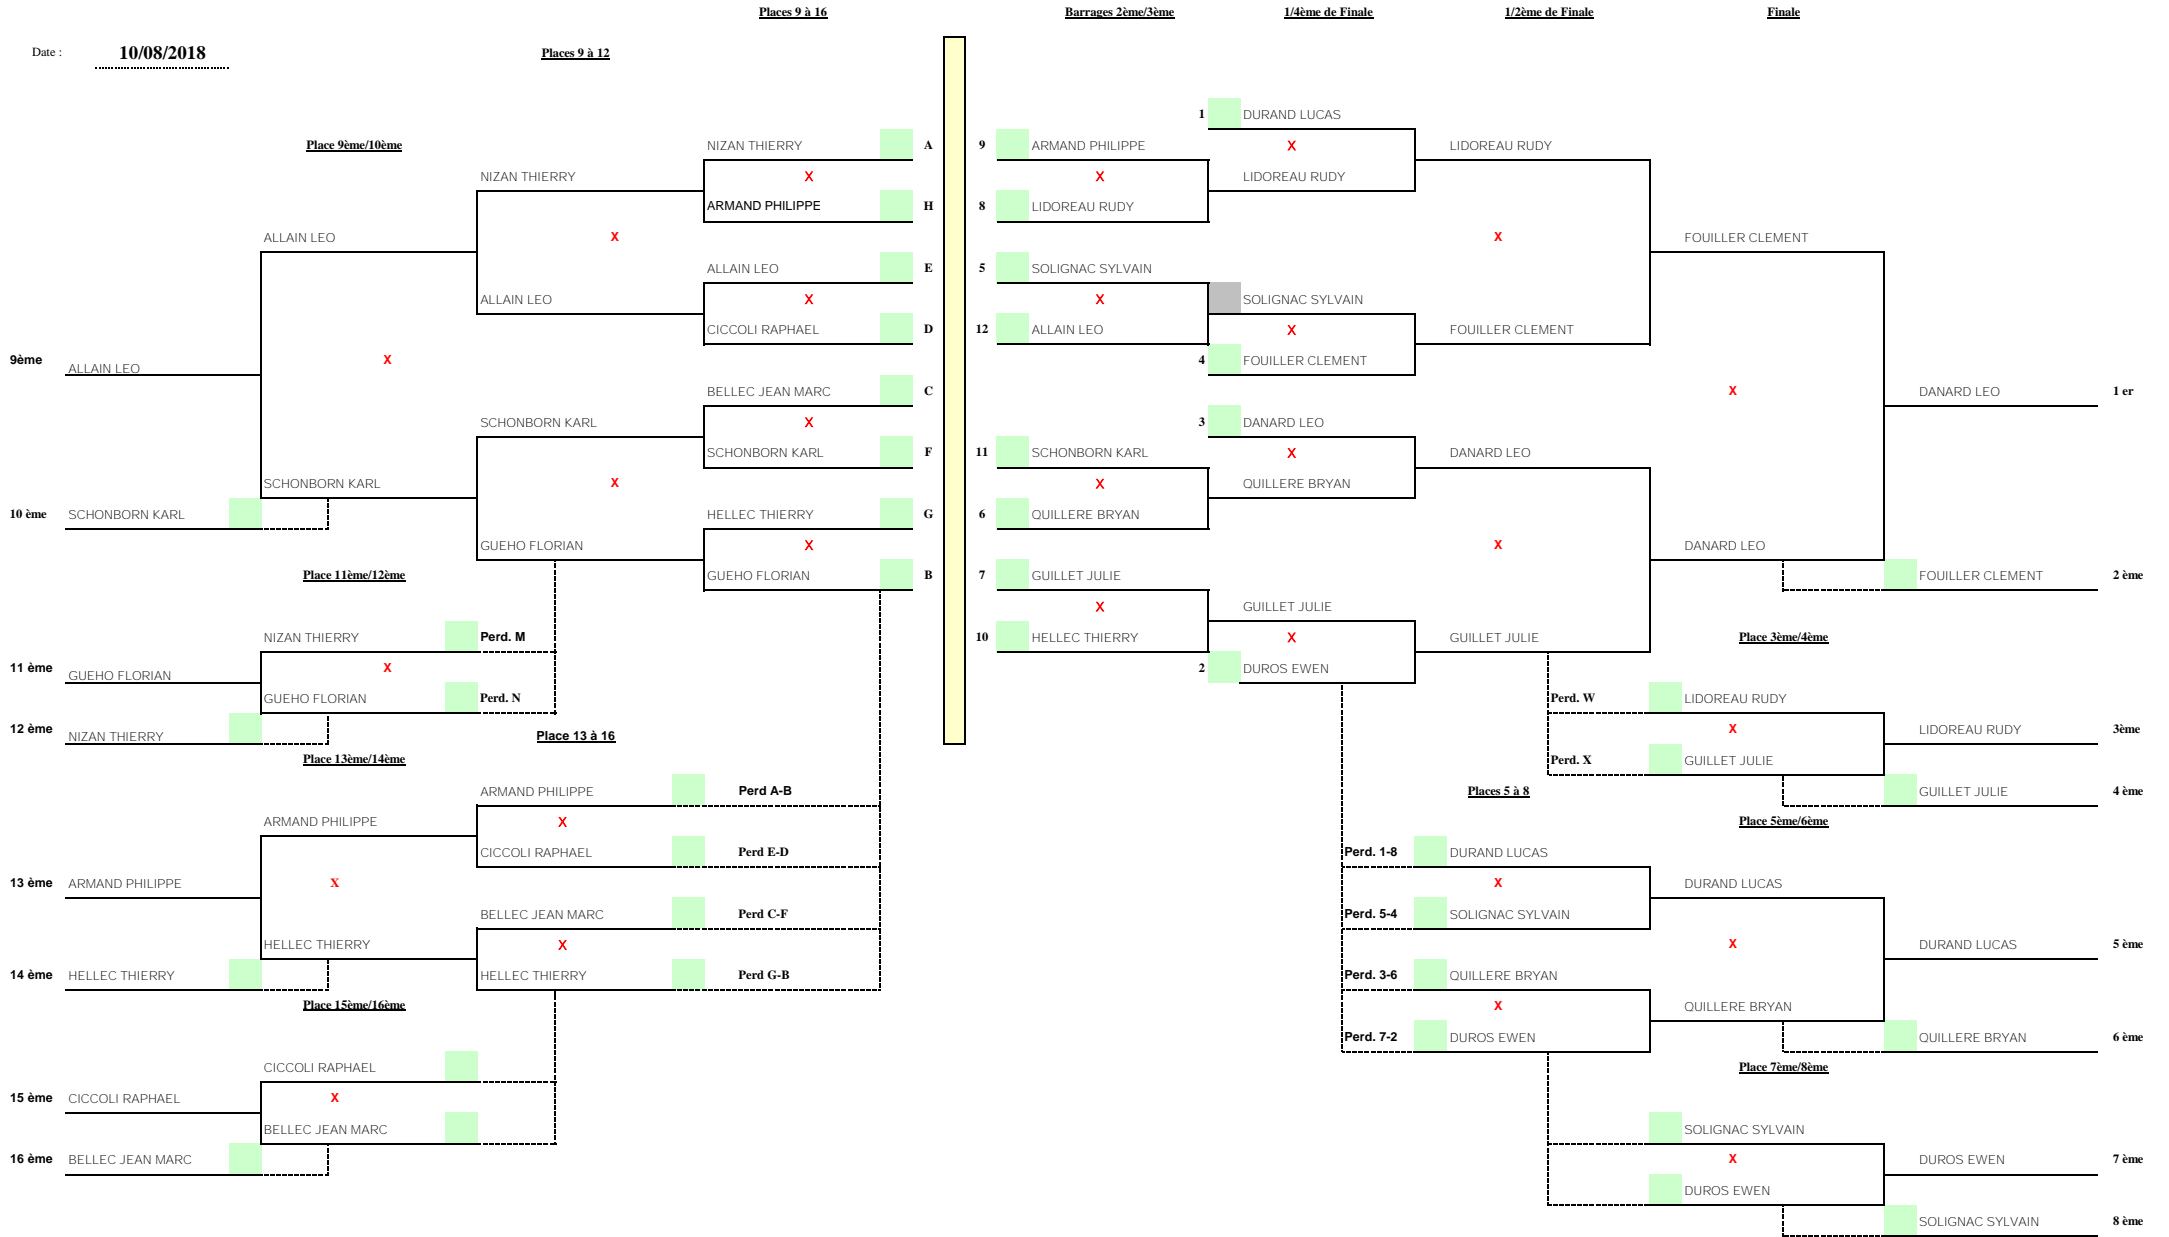 Places 9 à 16 Barrages 2ème/3ème 1/4ème de Finale 1/2ème de Finale Finale
Date : 10/08/2018 Places 9 à 12
1 DURAND LUCAS
Place 9ème/10ème NIZAN THIERRY A 9 ARMAND PHILIPPE X LIDOREAU RUDY
NIZAN THIERRY X X LIDOREAU RUDY
ARMAND PHILIPPE H 8 LIDOREAU RUDY
ALLAIN LEO X X FOUILLER CLEMENT
ALLAIN LEO E 5 SOLIGNAC SYLVAIN
ALLAIN LEO X X SOLIGNAC SYLVAIN
CICCOLI RAPHAEL D 12 ALLAIN LEO X FOUILLER CLEMENT
9ème ALLAIN LEO X 4 FOUILLER CLEMENT
BELLEC JEAN MARC C X DANARD LEO 1 er
SCHONBORN KARL X 3 DANARD LEO
SCHONBORN KARL F 11 SCHONBORN KARL X DANARD LEO
SCHONBORN KARL X X QUILLERE BRYAN
10 ème SCHONBORN KARL HELLEC THIERRY G 6 QUILLERE BRYAN
GUEHO FLORIAN X X DANARD LEO
Place 11ème/12ème GUEHO FLORIAN B 7 GUILLET JULIE FOUILLER CLEMENT 2 ème
X GUILLET JULIE
NIZAN THIERRY Perd. M 10 HELLEC THIERRY X GUILLET JULIE Place 3ème/4ème
11 ème GUEHO FLORIAN X 2 DUROS EWEN
GUEHO FLORIAN Perd. N Perd. W LIDOREAU RUDY
12 ème NIZAN THIERRY Place 13 à 16 X LIDOREAU RUDY 3ème
Place 13ème/14ème Perd. X GUILLET JULIE
ARMAND PHILIPPE Perd A-B Places 5 à 8 GUILLET JULIE 4 ème
ARMAND PHILIPPE X Place 5ème/6ème
CICCOLI RAPHAEL Perd E-D Perd. 1-8 DURAND LUCAS
13 ème ARMAND PHILIPPE X X DURAND LUCAS
BELLEC JEAN MARC Perd C-F Perd. 5-4 SOLIGNAC SYLVAIN
HELLEC THIERRY X X DURAND LUCAS 5 ème
14 ème HELLEC THIERRY HELLEC THIERRY Perd G-B Perd. 3-6 QUILLERE BRYAN
Place 15ème/16ème X QUILLERE BRYAN
Perd. 7-2 DUROS EWEN QUILLERE BRYAN 6 ème
CICCOLI RAPHAEL Place 7ème/8ème
15 ème CICCOLI RAPHAEL X
BELLEC JEAN MARC SOLIGNAC SYLVAIN
16 ème BELLEC JEAN MARC X DUROS EWEN 7 ème
DUROS EWEN
SOLIGNAC SYLVAIN 8 ème